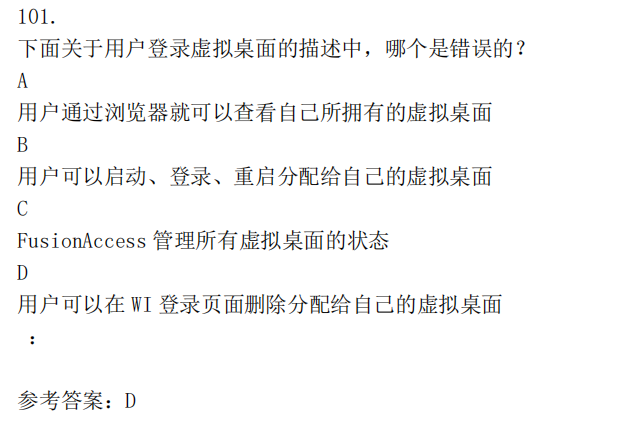 101.
下面关于用户登录虚拟桌面的描述中，哪个是错误的？
A
用户通过浏览器就可以查看自己所拥有的虚拟桌面
B
用户可以启动、登录、重启分配给自己的虚拟桌面
C
FusionAccess 管理所有虚拟桌面的状态
D
用户可以在 WI 登录页面删除分配给自己的虚拟桌面
：
参考答案：D